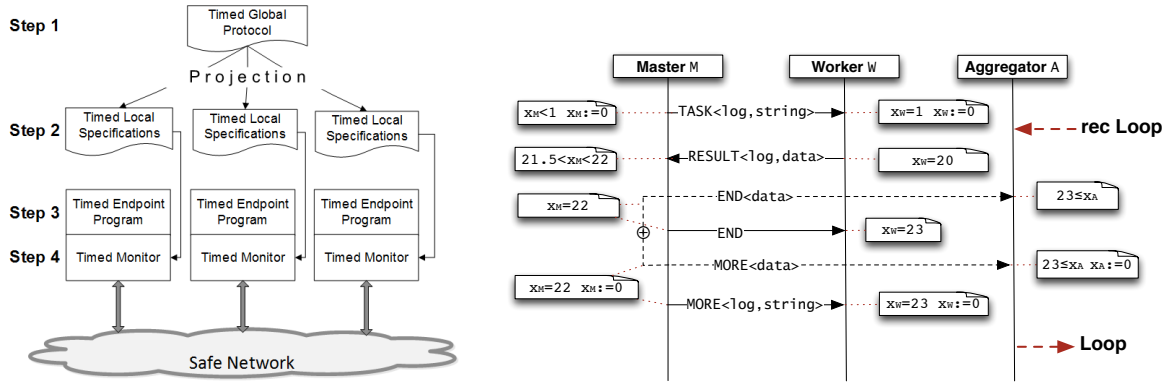 Step 1
Timed Global
Protocol
Projection
Step 2
Timed Local
Specifications
Timed Local
Specifications
Timed Local
Specifications
Step 3
Timed Endpoint
Program
Timed Endpoint
Program
Timed Endpoint
Program
Step 4
Timed Monitor
Timed Monitor
Timed Monitor
Safe Network
Master M
Worker W
Aggregator A
xM<1 xM:=0
TASK<log,string>
xW=1 xW:=0
rec Loop
21.5<xM<22
RESULT<log,data>
xW=20
END<data>
23≤xA
xM=22
END
xW=23
⊕
MORE<data>
23≤xA xA:=0
xM=22 xM:=0
MORE<log,string>
xW=23 xW:=0
Loop